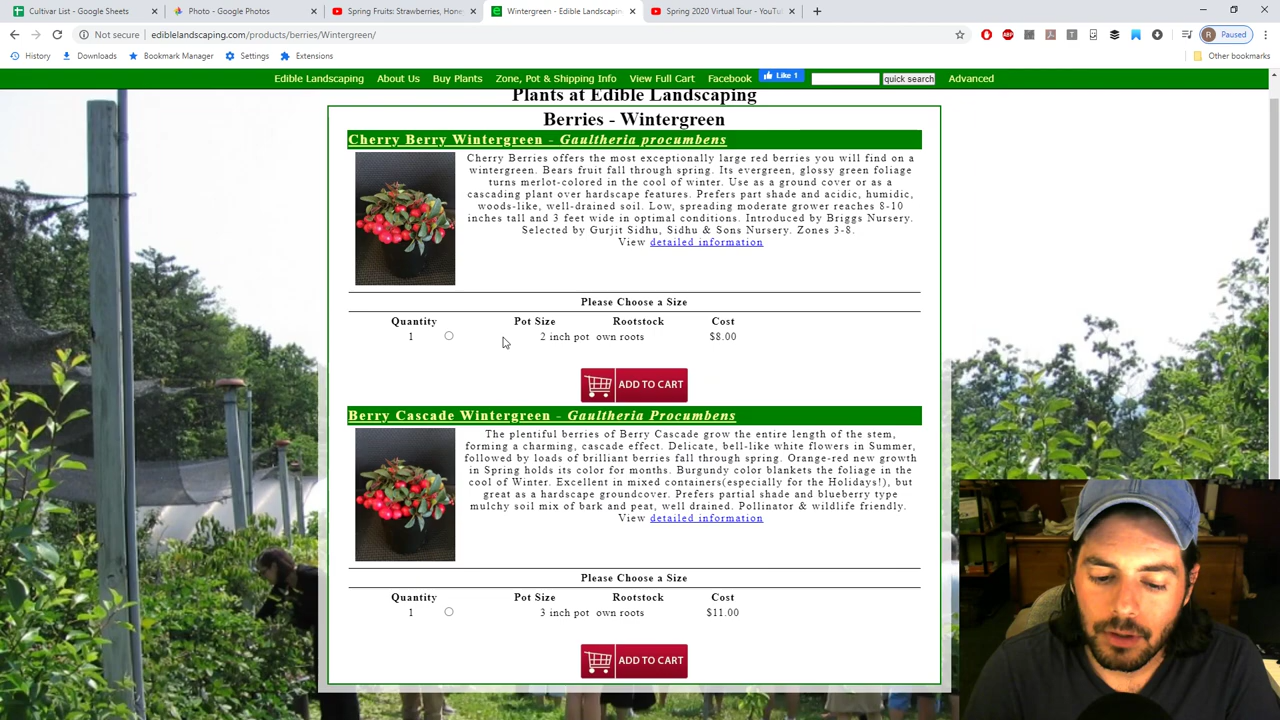 Cultivar List - Google Sheets
Photo - Google Photos
Spring Fruits: Strawberries, Hone
Wintergreen - Edible Landscapin
Spring 2020 Virtual Tour - YouTu
Not secure | ediblelandscaping.com/products/berries/Wintergreen/
Paused
History Downloads Bookmark Manager Settings Extensions Other bookmarks
Edible Landscaping About Us Buy Plants Zone, Pot & Shipping Info View Full Cart Facebook Like 1 quick search Advanced
Plants at Edible Landscaping
Berries - Wintergreen
Cherry Berry Wintergreen - Gaultheria procumbens
Cherry Berries offers the most exceptionally large red berries you will find on a
wintergreen. Bears fruit fall through spring. Its evergreen, glossy green foliage
turns merlot-colored in the cool of winter. Use as a ground cover or as a
cascading plant over hardscape features. Prefers part shade and acidic, humidic,
woods-like, well-drained soil. Low, spreading moderate grower reaches 8-10
inches tall and 3 feet wide in optimal conditions. Introduced by Briggs Nursery.
Selected by Gurjit Sidhu, Sidhu & Sons Nursery. Zones 3-8.
View detailed information
Please Choose a Size
Quantity Pot Size Rootstock Cost
1 2 inch pot own roots $8.00
ADD TO CART
Berry Cascade Wintergreen - Gaultheria Procumbens
The plentiful berries of Berry Cascade grow the entire length of the stem,
forming a charming, cascade effect. Delicate, bell-like white flowers in Summer,
followed by loads of brilliant berries fall through spring. Orange-red new growth
in Spring holds its color for months. Burgundy color blankets the foliage in the
cool of Winter. Excellent in mixed containers(especially for the Holidays!), but
great as a hardscape groundcover. Prefers partial shade and blueberry type
mulchy soil mix of bark and peat, well drained. Pollinator & wildlife friendly.
View detailed information
Please Choose a Size
Quantity Pot Size Rootstock Cost
1 3 inch pot own roots $11.00
ADD TO CART